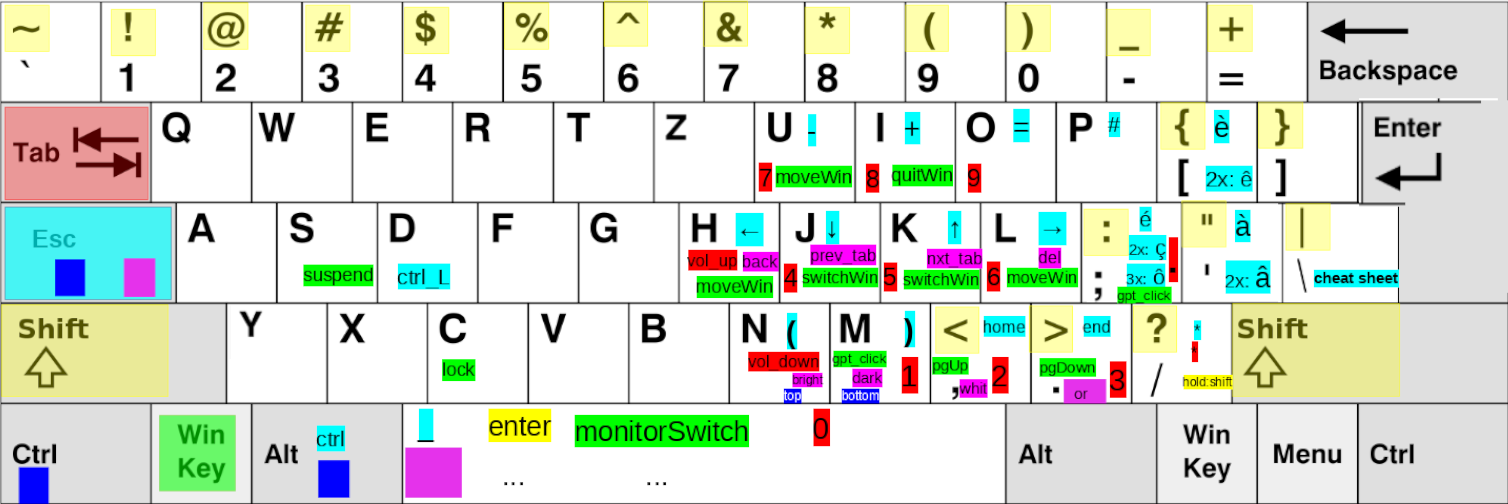 ~ ! @ # $ % ^ & * ( ) _ +
` 1 2 3 4 5 6 7 8 9 0 - = Backspace
Tab Q W E R T Z U - I + O = P # { è } Enter
7 moveWin 8 quitWin 9 [ 2x: ê ]
Esc A S D F G H ← J ↓ K ↑ L → : é " à |
vol_up back prev_tab nxt_tab del 2x: ç
suspend ctrl_L moveWin 4 switchWin 5 switchWin 6 moveWin ; 3x: ô . ' 2x: â \ cheat sheet
gpt_click
Shift Y X C V B N ( M ) < home > end ? * Shift
lock vol_down gpt_click 1 pgUp 2 pgDown 3 *
bright dark , whit . or / hold:shift
top bottom
Ctrl Win Key Alt ctrl _ enter monitorSwitch 0 Alt Win Key Menu Ctrl
... ...